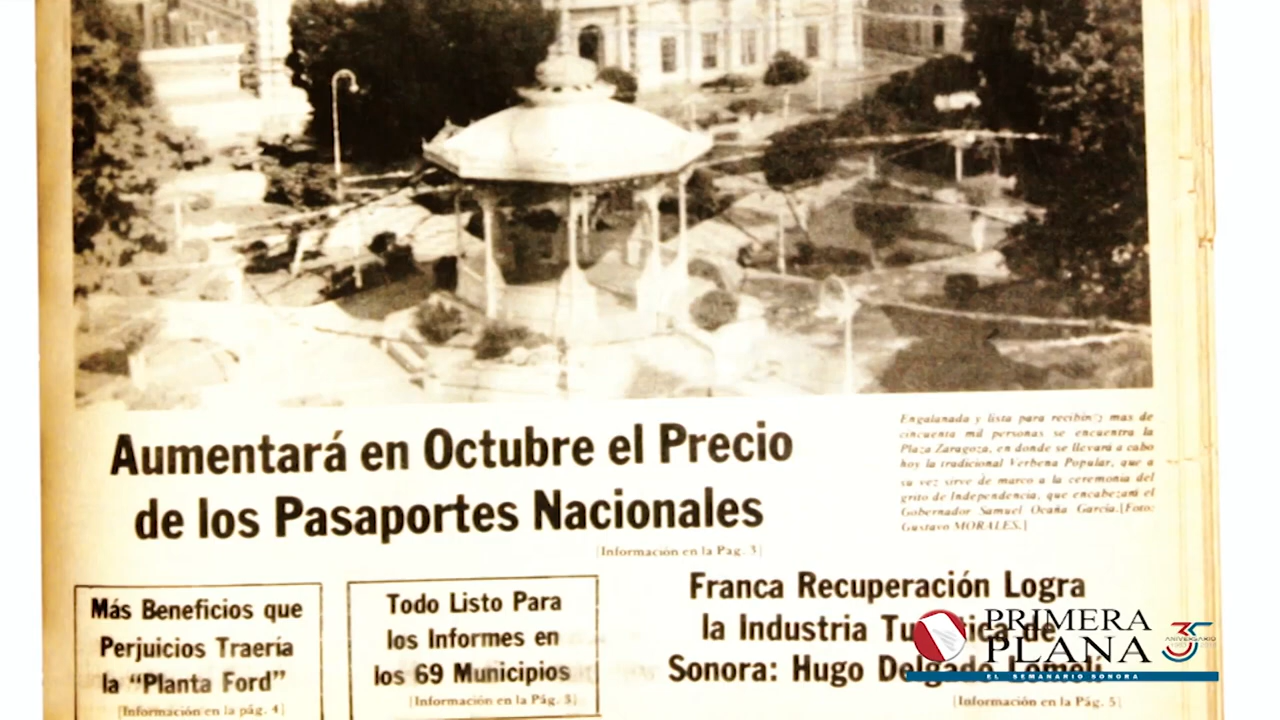 Aumentará en Octubre el Precio
de los Pasaportes Nacionales
[Información en la Pag. 3]
Engalanada y lista para recibir a mas de
cincuenta mil personas se encuentra la
Plaza Zaragoza, en donde se llevará a cabo
hoy la tradicional Verbena Popular, que a
su vez sirve de marco a la ceremonia del
grito de Independencia, que encabezará el
Gobernador Samuel Ocaña García.[Foto:
Gustavo MORALES.]
Más Beneficios que
Perjuicios Traería
la “Planta Ford”
[Información en la pág. 4]
Todo Listo Para
los Informes en
los 69 Municipios
[Información en la Pág. 3]
Franca Recuperación Logra
la Industria Turística de
Sonora: Hugo Delgado Lomelí
[Información en la Pág. 5]
PRIMERA
PLANA
35
ANIVERSARIO
EL SEMANARIO SONORA